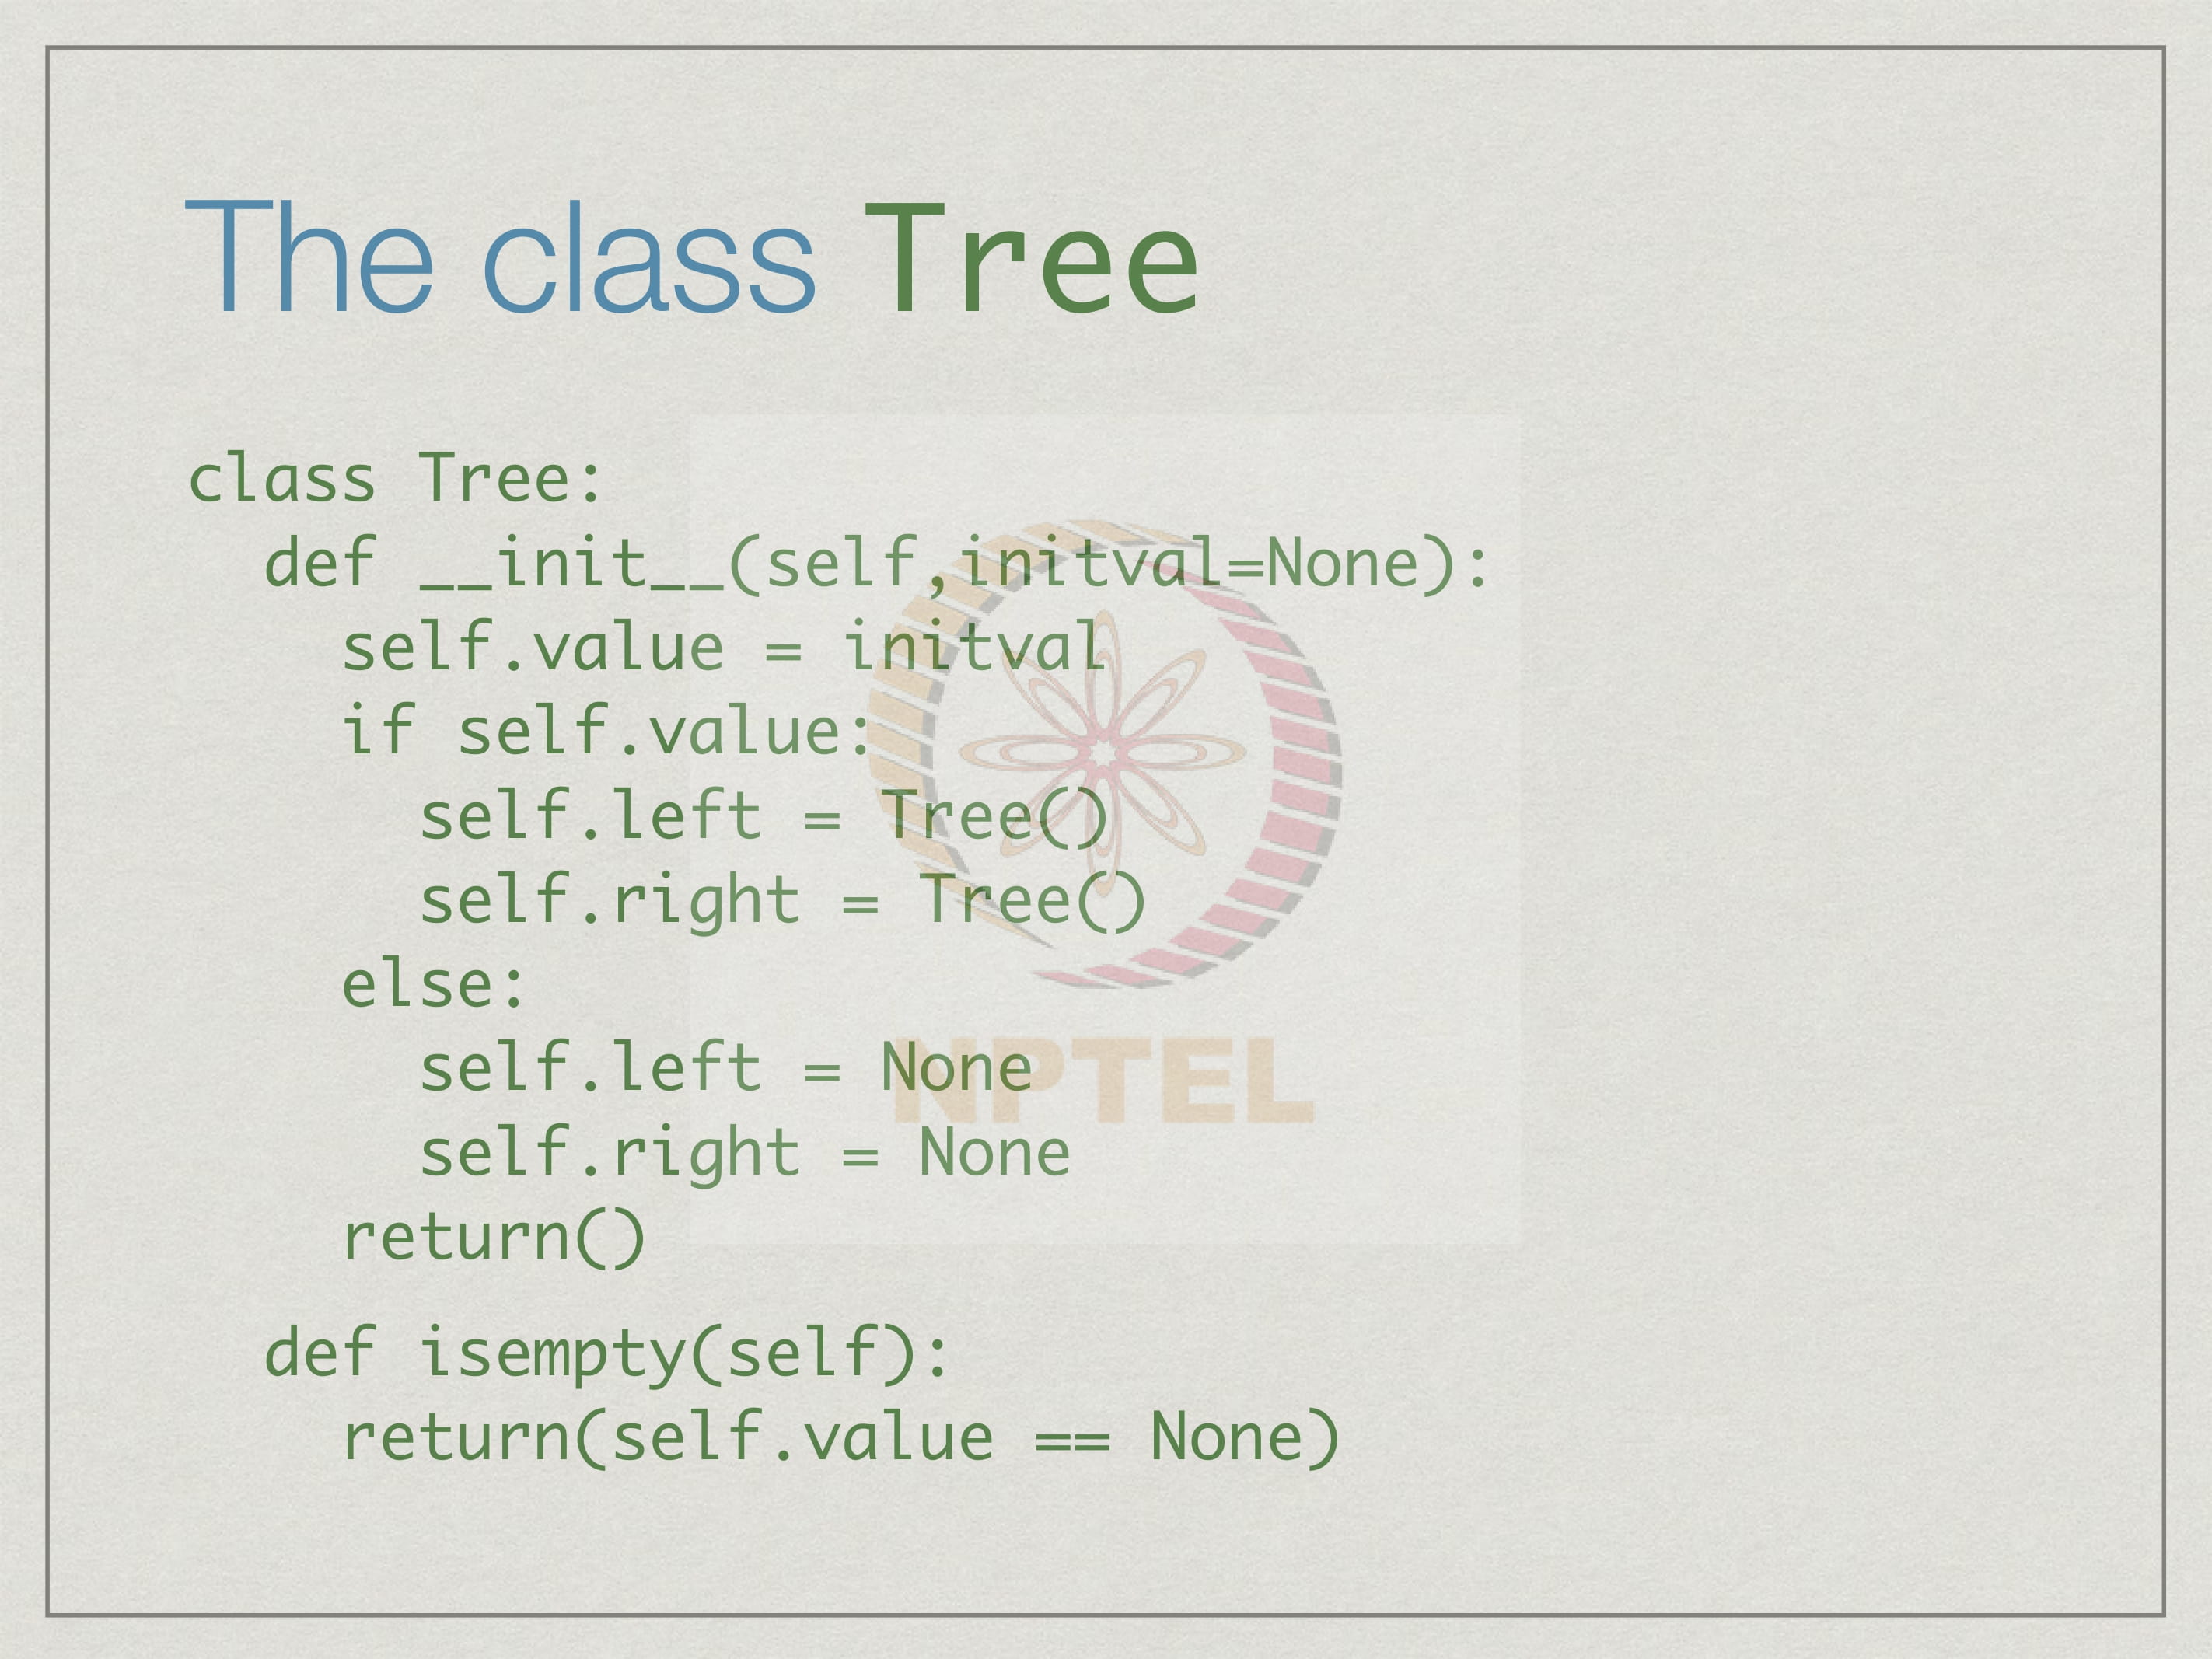 The class Tree
class Tree:
  def __init__(self,initval=None):
    self.value = initval
    if self.value:
      self.left = Tree()
      self.right = Tree()
    else:
      self.left = None
      self.right = None
    return()
  def isempty(self):
    return(self.value == None)
NPTEL